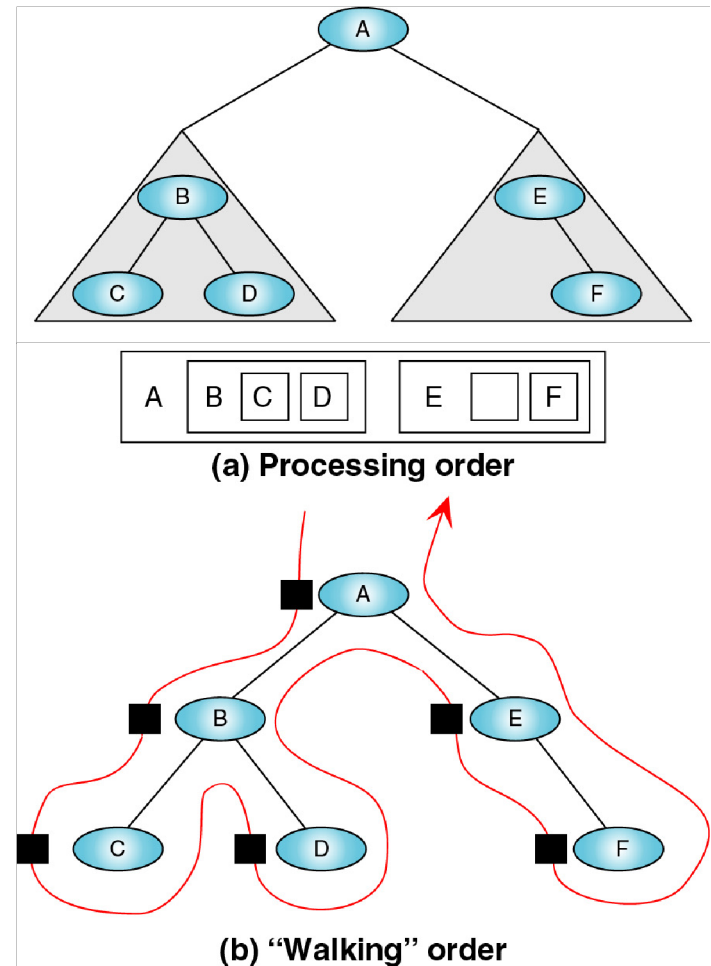 A
B
E
C D
F
A B C D E F
(a) Processing order
A
B
E
C
D
F
(b) “Walking” order